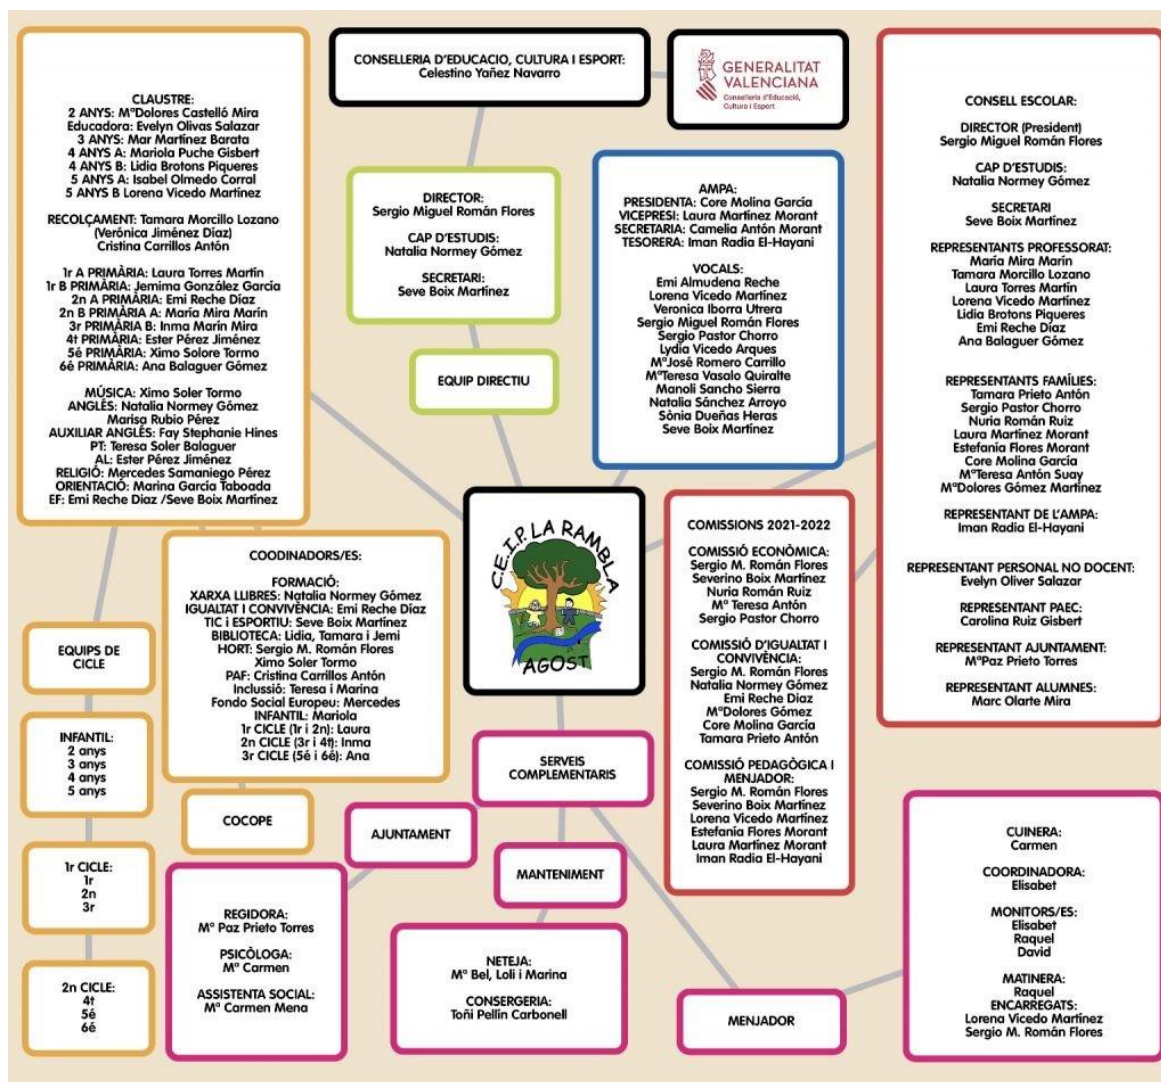 CONSELLERIA D'EDUCACIO, CULTURA I ESPORT:
Celestino Yañez Navarro
GENERALITAT
VALENCIANA
Conselleria d'Educació,
Cultura i Esport
CLAUSTRE:
2 ANYS: MªDolores Castelló Mira
Educadora: Evelyn Olivas Salazar
3 ANYS: Mar Martínez Barata
4 ANYS A: Mariola Puche Gisbert
4 ANYS B: Lidia Brotons Piqueres
5 ANYS A: Isabel Olmedo Corral
5 ANYS B Lorena Vicedo Martínez
RECOLÇAMENT: Tamara Morcillo Lozano
(Verónica Jiménez Díaz)
Cristina Carrillos Antón
1r A PRIMÀRIA: Laura Torres Martín
1r B PRIMÀRIA: Jemima González García
2n A PRIMÀRIA: Emi Reche Díaz
2n B PRIMÀRIA A: María Mira Marín
3r PRIMÀRIA B: Inma Marín Mira
4t PRIMÀRIA: Ester Pérez Jiménez
5é PRIMÀRIA: Ximo Solore Tormo
6é PRIMÀRIA: Ana Balaguer Gómez
MÚSICA: Ximo Soler Tormo
ANGLÉS: Natalia Normey Gómez
Marisa Rubio Pérez
AUXILIAR ANGLÉS: Fay Stephanie Hines
PT: Teresa Soler Balaguer
AL: Ester Pérez Jiménez
RELIGIÓ: Mercedes Samaniego Pérez
ORIENTACIÓ: Marina García Taboada
EF: Emi Reche Diaz /Seve Boix Martínez
DIRECTOR:
Sergio Miguel Román Flores
CAP D'ESTUDIS:
Natalia Normey Gómez
SECRETARI:
Seve Boix Martínez
EQUIP DIRECTIU
AMPA:
PRESIDENTA: Core Molina García
VICEPRESI: Laura Martínez Morant
SECRETARIA: Camelia Antón Morant
TESORERA: Iman Radia El-Hayani
VOCALS:
Emi Almudena Reche
Lorena Vicedo Martínez
Veronica Iborra Utrera
Sergio Miguel Román Flores
Sergio Pastor Chorro
Lydia Vicedo Arques
MªJosé Romero Carrillo
MªTeresa Vasalo Quiralte
Manoli Sancho Sierra
Natalia Sánchez Arroyo
Sònia Dueñas Heras
Seve Boix Martínez
CONSELL ESCOLAR:
DIRECTOR (President)
Sergio Miguel Román Flores
CAP D'ESTUDIS:
Natalia Normey Gómez
SECRETARI
Seve Boix Martínez
REPRESENTANTS PROFESSORAT:
María Mira Marín
Tamara Morcillo Lozano
Laura Torres Martín
Lorena Vicedo Martínez
Lidia Brotons Piqueres
Emi Reche Díaz
Ana Balaguer Gómez
REPRESENTANTS FAMÍLIES:
Tamara Prieto Antón
Sergio Pastor Chorro
Nuria Román Ruiz
Laura Martínez Morant
Estefanía Flores Morant
Core Molina García
MªTeresa Antón Suay
MªDolores Gómez Martínez
REPRESENTANT DE L'AMPA:
Iman Radia El-Hayani
REPRESENTANT PERSONAL NO DOCENT:
Evelyn Oliver Salazar
REPRESENTANT PAEC:
Carolina Ruiz Gisbert
REPRESENTANT AJUNTAMENT:
MªPaz Prieto Torres
REPRESENTANT ALUMNES:
Marc Olarte Mira
C.E.I.P. LA RAMBLA
AGOST
COODINADORS/ES:
FORMACIÓ:
XARXA LLIBRES: Natalia Normey Gómez
IGUALTAT I CONVIVÈNCIA: Emi Reche Díaz
TIC i ESPORTIU: Seve Boix Martínez
BIBLIOTECA: Lidia, Tamara i Jemi
HORT: Sergio M. Román Flores
Ximo Soler Tormo
PAF: Cristina Carrillos Antón
Inclussió: Teresa i Marina
Fondo Social Europeu: Mercedes
INFANTIL: Mariola
1r CICLE (1r i 2n): Laura
2n CICLE (3r i 4t): Inma
3r CICLE (5é i 6é): Ana
COCOPE
COMISSIONS 2021-2022
COMISSIÓ ECONÒMICA:
Sergio M. Román Flores
Severino Boix Martínez
Nuria Román Ruiz
Mª Teresa Antón
Sergio Pastor Chorro
COMISSIÓ D'IGUALTAT I
CONVIVÈNCIA:
Sergio M. Román Flores
Natalia Normey Gómez
Emi Reche Diaz
MªDolores Gómez
Core Molina García
Tamara Prieto Antón
COMISSIÓ PEDAGÒGICA I
MENJADOR:
Sergio M. Román Flores
Severino Boix Martínez
Lorena Vicedo Martínez
Estefanía Flores Morant
Laura Martínez Morant
Iman Radia El-Hayani
EQUIPS DE
CICLE
INFANTIL:
2 anys
3 anys
4 anys
5 anys
1r CICLE:
1r
2n
3r
2n CICLE:
4t
5é
6é
SERVEIS
COMPLEMENTARIS
AJUNTAMENT
REGIDORA:
Mª Paz Prieto Torres
PSICÒLOGA:
Mª Carmen
ASSISTENTA SOCIAL:
Mª Carmen Mena
MANTENIMENT
NETEJA:
Mª Bel, Loli i Marina
CONSERGERIA:
Toñi Pellín Carbonell
MENJADOR
CUINERA:
Carmen
COORDINADORA:
Elisabet
MONITORS/ES:
Elisabet
Raquel
David
MATINERA:
Raquel
ENCARREGATS:
Lorena Vicedo Martínez
Sergio M. Román Flores